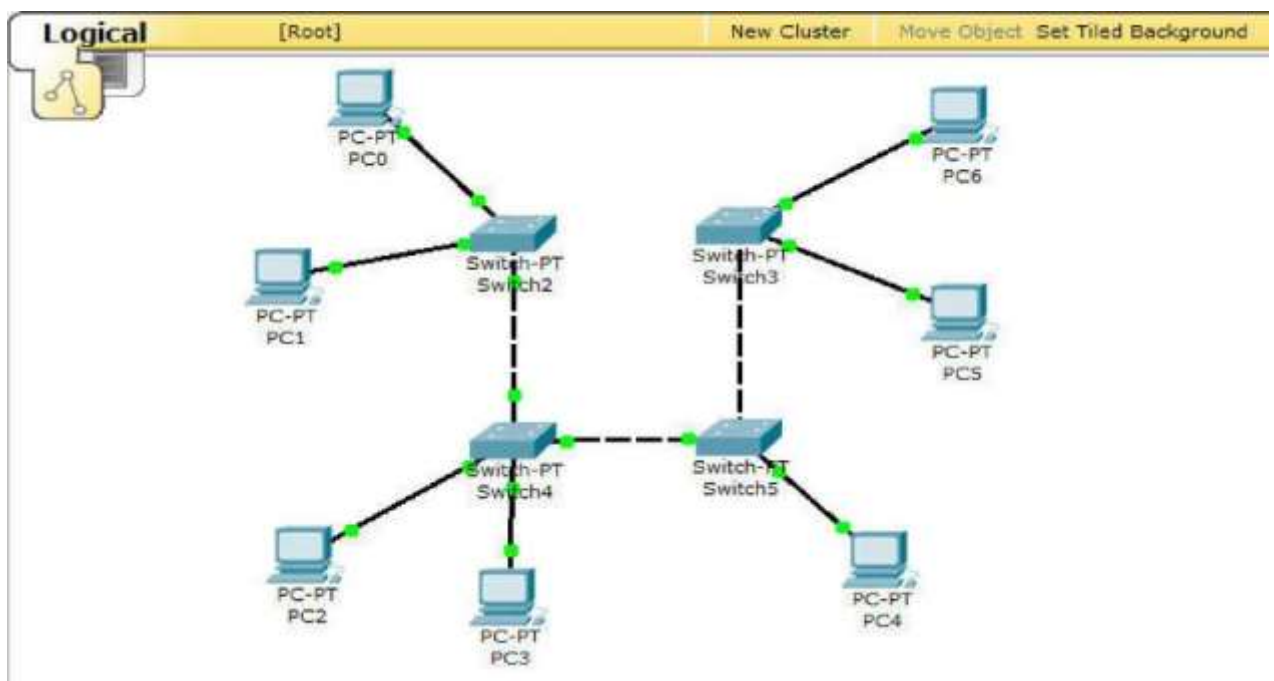 Logical
[Root]
New Cluster
Move Object
Set Tiled Background
PC-PT
PC0
PC-PT
PC6
Switch-PT
Switch2
Switch-PT
Switch3
PC-PT
PC1
PC-PT
PC5
Switch-PT
Switch4
Switch-PT
Switch5
PC-PT
PC2
PC-PT
PC3
PC-PT
PC4